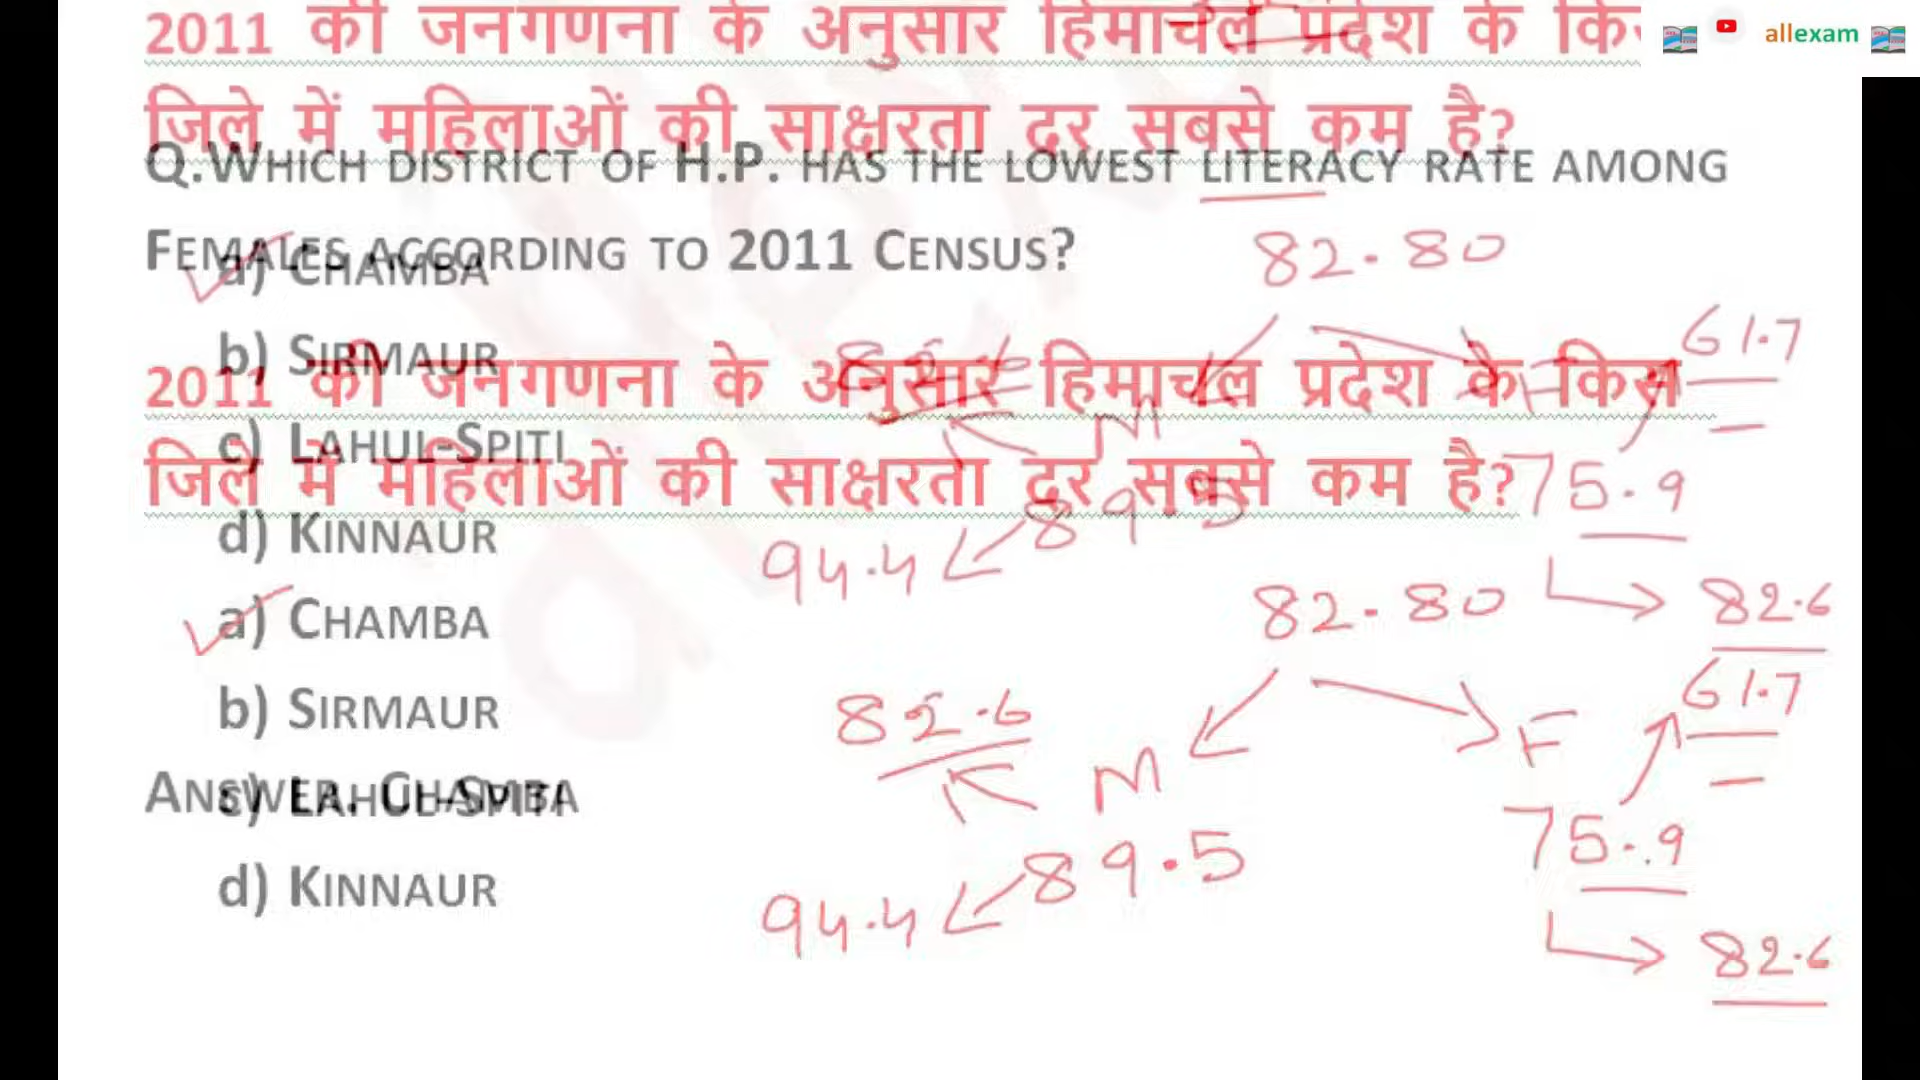 2011 की जनगणना के अनुसार हिमाचल प्रदेश के
allexam
जिले में महिलाओं की साक्षरता दर सबसे कम है?
Q.WHICH DISTRICT OF H.P. HAS THE LOWEST LITERACY RATE AMONG
FEMALES ACCORDING TO 2011 CENSUS?
82.80
a) CHAMBA
61.7
b) SIRMAUR
82.6
2011 की जनगणना के अनुसार हिमाचल प्रदेश के किस
M
F
c) LAHUL-SPITI
जिले में महिलाओं की साक्षरता दर सबसे कम है?
75.9
89.5
d) KINNAUR
94.4
82.80
82.6
a) CHAMBA
61.7
b) SIRMAUR
82.6
M
F
ANSWER. CHAMBA
c) LAHUL-SPITI
75.9
89.5
d) KINNAUR
94.4
82.6